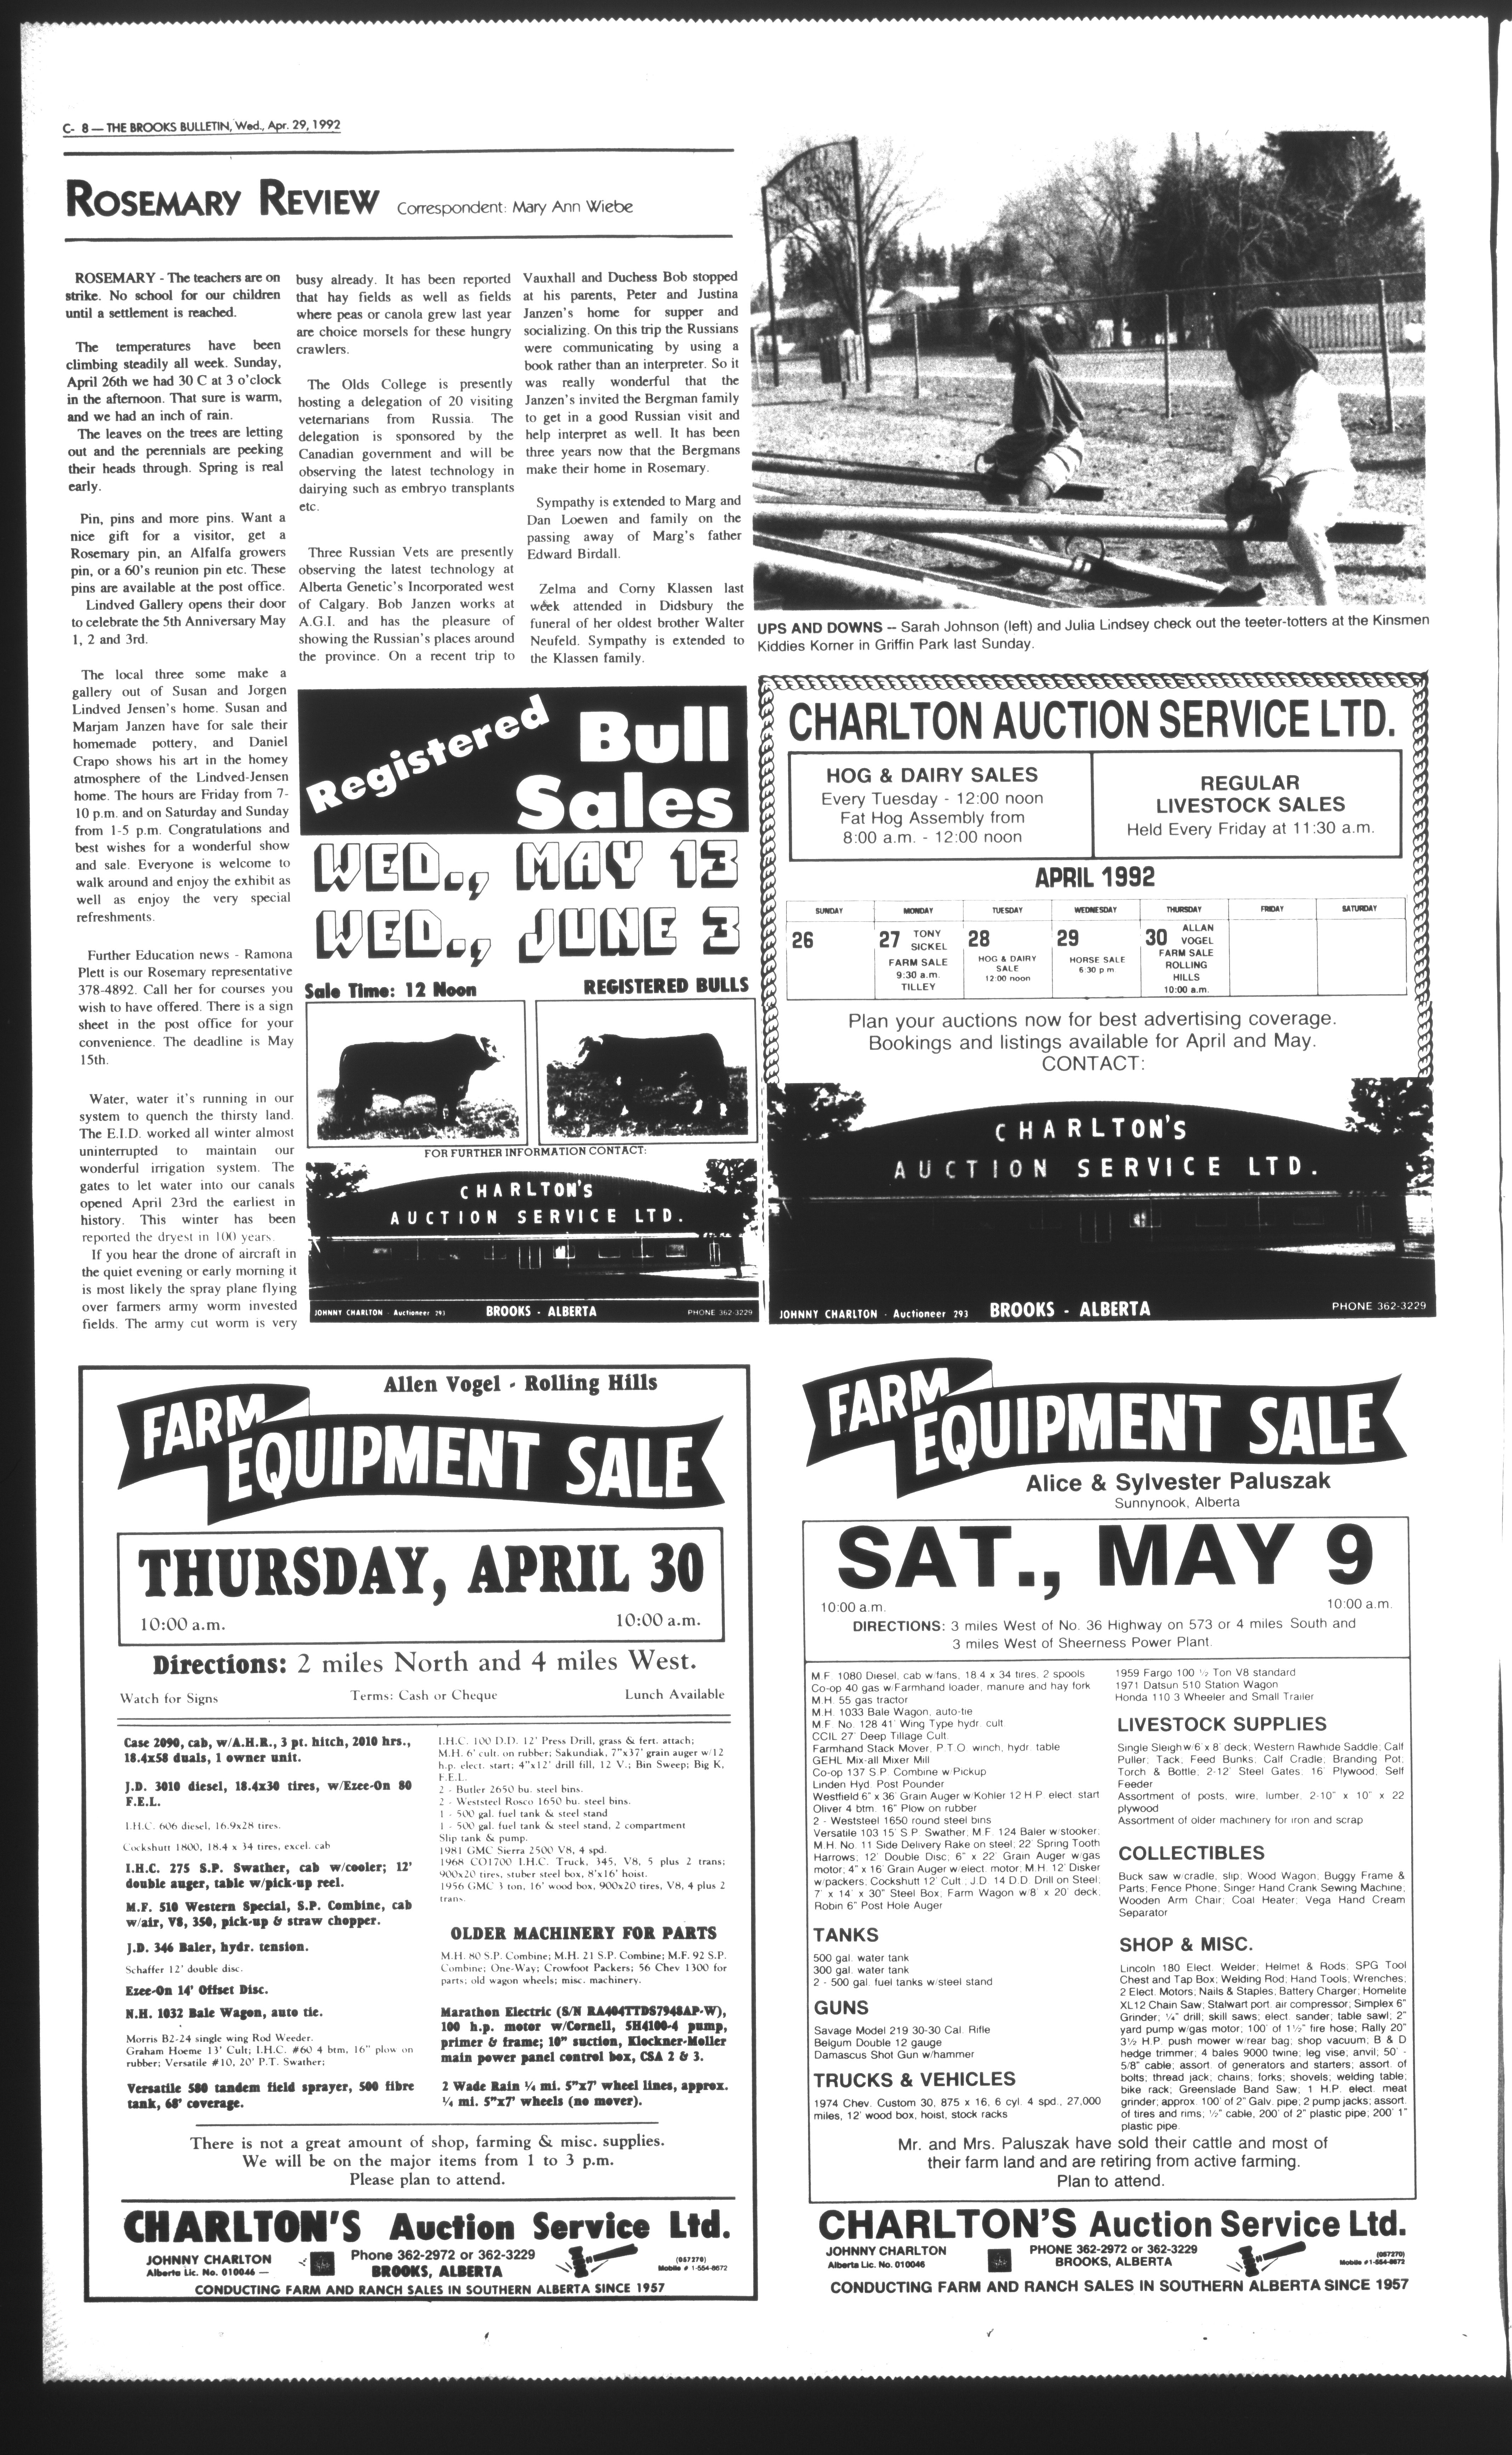 C- 8 — THE BROOKS BULLETIN, Wed., Apr. 29, 1992
ROSEMARY REVIEW Correspondent: Mary Ann Wiebe
ROSEMARY - The teachers are on
strike. No school for our children
until a settlement is reached.
The temperatures have been
climbing steadily all week. Sunday,
April 26th we had 30 C at 3 o'clock
in the afternoon. That sure is warm,
and we had an inch of rain.
The leaves on the trees are letting
out and the perennials are peeking
their heads through. Spring is real
early.
Pin, pins and more pins. Want a
nice gift for a visitor, get a
Rosemary pin, an Alfalfa growers
pin, or a 60's reunion pin etc. These
pins are available at the post office.
Lindved Gallery opens their door
to celebrate the 5th Anniversary May
1, 2 and 3rd.
The local three some make a
gallery out of Susan and Jorgen
Lindved Jensen's home. Susan and
Marjam Janzen have for sale their
homemade pottery, and Daniel
Crapo shows his art in the homey
atmosphere of the Lindved-Jensen
home. The hours are Friday from 7-
10 p.m. and on Saturday and Sunday
from 1-5 p.m. Congratulations and
best wishes for a wonderful show
and sale. Everyone is welcome to
walk around and enjoy the exhibit as
well as enjoy the very special
refreshments.
Further Education news - Ramona
Plett is our Rosemary representative
378-4892. Call her for courses you
wish to have offered. There is a sign
sheet in the post office for your
convenience. The deadline is May
15th.
Water, water it's running in our
system to quench the thirsty land.
The E.I.D. worked all winter almost
uninterrupted to maintain our
wonderful irrigation system. The
gates to let water into our canals
opened April 23rd the earliest in
history. This winter has been
reported the dryest in 100 years.
If you hear the drone of aircraft in
the quiet evening or early morning it
is most likely the spray plane flying
over farmers army worm invested
fields. The army cut worm is very
busy already. It has been reported
that hay fields as well as fields
where peas or canola grew last year
are choice morsels for these hungry
crawlers.
The Olds College is presently
hosting a delegation of 20 visiting
veternarians from Russia. The
delegation is sponsored by the
Canadian government and will be
observing the latest technology in
dairying such as embryo transplants
etc.
Three Russian Vets are presently
observing the latest technology at
Alberta Genetic's Incorporated west
of Calgary. Bob Janzen works at
A.G.I. and has the pleasure of
showing the Russian's places around
the province. On a recent trip to
Vauxhall and Duchess Bob stopped
at his parents, Peter and Justina
Janzen's home for supper and
socializing. On this trip the Russians
were communicating by using a
book rather than an interpreter. So it
was really wonderful that the
Janzen's invited the Bergman family
to get in a good Russian visit and
help interpret as well. It has been
three years now that the Bergmans
make their home in Rosemary.
Sympathy is extended to Marg and
Dan Loewen and family on the
passing away of Marg's father
Edward Birdall.
Zelma and Corny Klassen last
week attended in Didsbury the
funeral of her oldest brother Walter
Neufeld. Sympathy is extended to
the Klassen family.
UPS AND DOWNS -- Sarah Johnson (left) and Julia Lindsey check out the teeter-totters at the Kinsmen
Kiddies Korner in Griffin Park last Sunday.
Registered Bull
Sales
WED., MAY 13
WED., JUNE 3
Sale Time: 12 Noon REGISTERED BULLS
FOR FURTHER INFORMATION CONTACT:
CHARLTON'S
AUCTION SERVICE LTD.
JOHNNY CHARLTON - Auctioneer 293 BROOKS - ALBERTA PHONE 362-3229
CHARLTON AUCTION SERVICE LTD.
HOG & DAIRY SALES
Every Tuesday - 12:00 noon
Fat Hog Assembly from
8:00 a.m. - 12:00 noon
REGULAR
LIVESTOCK SALES
Held Every Friday at 11:30 a.m.
APRIL 1992
SUNDAY MONDAY TUESDAY WEDNESDAY THURSDAY FRIDAY SATURDAY
26
27 TONY
SICKEL
FARM SALE
9:30 a.m.
TILLEY
28
HOG & DAIRY
SALE
12:00 noon
29
HORSE SALE
6:30 p.m.
30 ALLAN
VOGEL
FARM SALE
ROLLING
HILLS
10:00 a.m.
Plan your auctions now for best advertising coverage.
Bookings and listings available for April and May.
CONTACT:
CHARLTON'S
AUCTION SERVICE LTD.
JOHNNY CHARLTON - Auctioneer 293 BROOKS - ALBERTA PHONE 362-3229
Allen Vogel - Rolling Hills
FARM
EQUIPMENT SALE
THURSDAY, APRIL 30
10:00 a.m. 10:00 a.m.
Directions: 2 miles North and 4 miles West.
Watch for Signs Terms: Cash or Cheque Lunch Available
Case 2090, cab, w/A.H.R., 3 pt. hitch, 2010 hrs.,
18.4x58 duals, 1 owner unit.
J.D. 3010 diesel, 18.4x30 tires, w/Ezee-On 80
F.E.L.
I.H.C. 606 diesel, 16.9x28 tires.
Cockshutt 1800, 18.4 x 34 tires, excel. cab
I.H.C. 275 S.P. Swather, cab w/cooler; 12'
double auger, table w/pick-up reel.
M.F. 510 Western Special, S.P. Combine, cab
w/air, V8, 350, pick-up & straw chopper.
J.D. 346 Baler, hydr. tension.
Schaffer 12' double disc.
Ezee-On 14' Offset Disc.
N.H. 1032 Bale Wagon, auto tie.
Morris B2-24 single wing Rod Weeder.
Graham Hoeme 13' Cult; I.H.C. #60 4 btm, 16" plow on
rubber; Versatile #10, 20' P.T. Swather;
Versatile 580 tandem field sprayer, 500 fibre
tank, 68' coverage.
I.H.C. 100 D.D. 12' Press Drill, grass & fert. attach;
M.H. 6' cult. on rubber; Sakundiak, 7"x37' grain auger w/12
h.p. elect. start; 4"x12' drill fill, 12 V.; Bin Sweep; Big K,
F.E.L.
2 - Butler 2650 bu. steel bins.
2 - Weststeel Rosco 1650 bu. steel bins.
1 - 500 gal. fuel tank & steel stand
1 - 500 gal. fuel tank & steel stand, 2 compartment
Slip tank & pump.
1981 GMC Sierra 2500 V8, 4 spd.
1968 CO1700 I.H.C. Truck, 345, V8, 5 plus 2 trans;
900x20 tires, stuber steel box, 8'x16' hoist.
1956 GMC 3 ton, 16' wood box, 900x20 tires, V8, 4 plus 2
trans.
OLDER MACHINERY FOR PARTS
M.H. 80 S.P. Combine; M.H. 21 S.P. Combine; M.F. 92 S.P.
Combine; One-Way; Crowfoot Packers; 56 Chev 1300 for
parts; old wagon wheels; misc. machinery.
Marathon Electric (S/N RA404TTDS7948AP-W),
100 h.p. motor w/Cornell, 5H4100-4 pump,
primer & frame; 10" suction, Klockner-Moller
main power panel control box, CSA 2 & 3.
2 Wade Rain ¼ mi. 5"x7' wheel lines, approx.
¼ mi. 5"x7' wheels (no mover).
There is not a great amount of shop, farming & misc. supplies.
We will be on the major items from 1 to 3 p.m.
Please plan to attend.
CHARLTON'S Auction Service Ltd.
JOHNNY CHARLTON
Alberta Lic. No. 010046 —
Phone 362-2972 or 362-3229
BROOKS, ALBERTA
(057270)
Mobile # 1-554-8672
CONDUCTING FARM AND RANCH SALES IN SOUTHERN ALBERTA SINCE 1957
FARM
EQUIPMENT SALE
Alice & Sylvester Paluszak
Sunnynook, Alberta
SAT., MAY 9
10:00 a.m. 10:00 a.m.
DIRECTIONS: 3 miles West of No. 36 Highway on 573 or 4 miles South and
3 miles West of Sheerness Power Plant.
M.F. 1080 Diesel, cab w/fans, 18.4 x 34 tires, 2 spools
Co-op 40 gas w/Farmhand loader, manure and hay fork
M.H. 55 gas tractor
M.H. 1033 Bale Wagon, auto-tie
M.F. No. 128 41' Wing Type hydr. cult.
CCIL 27' Deep Tillage Cult.
Farmhand Stack Mover, P.T.O. winch, hydr. table
GEHL Mix-all Mixer Mill
Co-op 137 S.P. Combine w/Pickup
Linden Hyd. Post Pounder
Westfield 6" x 36' Grain Auger w/Kohler 12 H.P. elect. start
Oliver 4 btm. 16" Plow on rubber
2 - Weststeel 1650 round steel bins
Versatile 103 15' S.P. Swather; M.F. 124 Baler w/stooker;
M.H. No. 11 Side Delivery Rake on steel; 22' Spring Tooth
Harrows; 12' Double Disc; 6" x 22' Grain Auger w/gas
motor; 4" x 16' Grain Auger w/elect. motor; M.H. 12' Disker
w/packers; Cockshutt 12' Cult.; J.D. 14 D.D. Drill on Steel;
7' x 14' x 30" Steel Box; Farm Wagon w/8' x 20' deck;
Robin 6" Post Hole Auger
TANKS
500 gal. water tank
300 gal. water tank
2 - 500 gal. fuel tanks w/steel stand
GUNS
Savage Model 219 30-30 Cal. Rifle
Belgum Double 12 gauge
Damascus Shot Gun w/hammer
TRUCKS & VEHICLES
1974 Chev. Custom 30, 875 x 16, 6 cyl. 4 spd., 27,000
miles, 12' wood box, hoist, stock racks
1959 Fargo 100 ½ Ton V8 standard
1971 Datsun 510 Station Wagon
Honda 110 3 Wheeler and Small Trailer
LIVESTOCK SUPPLIES
Single Sleigh w/6' x 8' deck; Western Rawhide Saddle; Calf
Puller; Tack; Feed Bunks; Calf Cradle; Branding Pot;
Torch & Bottle; 2-12' Steel Gates; 16' Plywood; Self
Feeder
Assortment of posts, wire, lumber, 2-10" x 10" x 22
plywood
Assortment of older machinery for iron and scrap
COLLECTIBLES
Buck saw w/cradle; slip; Wood Wagon; Buggy Frame &
Parts; Fence Phone; Singer Hand Crank Sewing Machine;
Wooden Arm Chair; Coal Heater; Vega Hand Cream
Separator
SHOP & MISC.
Lincoln 180 Elect. Welder, Helmet & Rods; SPG Tool
Chest and Tap Box; Welding Rod; Hand Tools; Wrenches;
2 Elect. Motors; Nails & Staples; Battery Charger; Homelite
XL12 Chain Saw; Stalwart port. air compressor; Simplex 6"
Grinder; ¼" drill; skill saws; elect. sander; table saw; 2"
yard pump w/gas motor; 100' of 1½" fire hose; Rally 20"
3½ H.P. push mower w/rear bag; shop vacuum; B & D
hedge trimmer; 4 bales 9000 twine; leg vise; anvil; 50' -
5/8" cable; assort. of generators and starters; assort. of
bolts; thread jack; chains; forks; shovels; welding table;
bike rack; Greenslade Band Saw; 1 H.P. elect. meat
grinder; approx. 100' of 2" Galv. pipe; 2 pump jacks; assort.
of tires and rims; ½" cable, 200' of 2" plastic pipe; 200' 1"
plastic pipe.
Mr. and Mrs. Paluszak have sold their cattle and most of
their farm land and are retiring from active farming.
Plan to attend.
CHARLTON'S Auction Service Ltd.
JOHNNY CHARLTON
Alberta Lic. No. 010046
PHONE 362-2972 or 362-3229
BROOKS, ALBERTA
(057270)
Mobile #1-554-8672
CONDUCTING FARM AND RANCH SALES IN SOUTHERN ALBERTA SINCE 1957